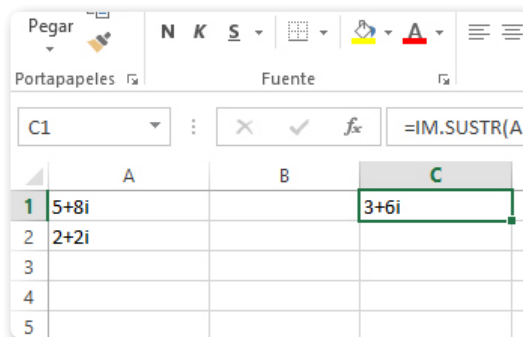 Pegar N K S A
Portapapeles Fuente
C1 fx =IM.SUSTR(A
A B C
1 5+8i 3+6i
2 2+2i
3
4
5